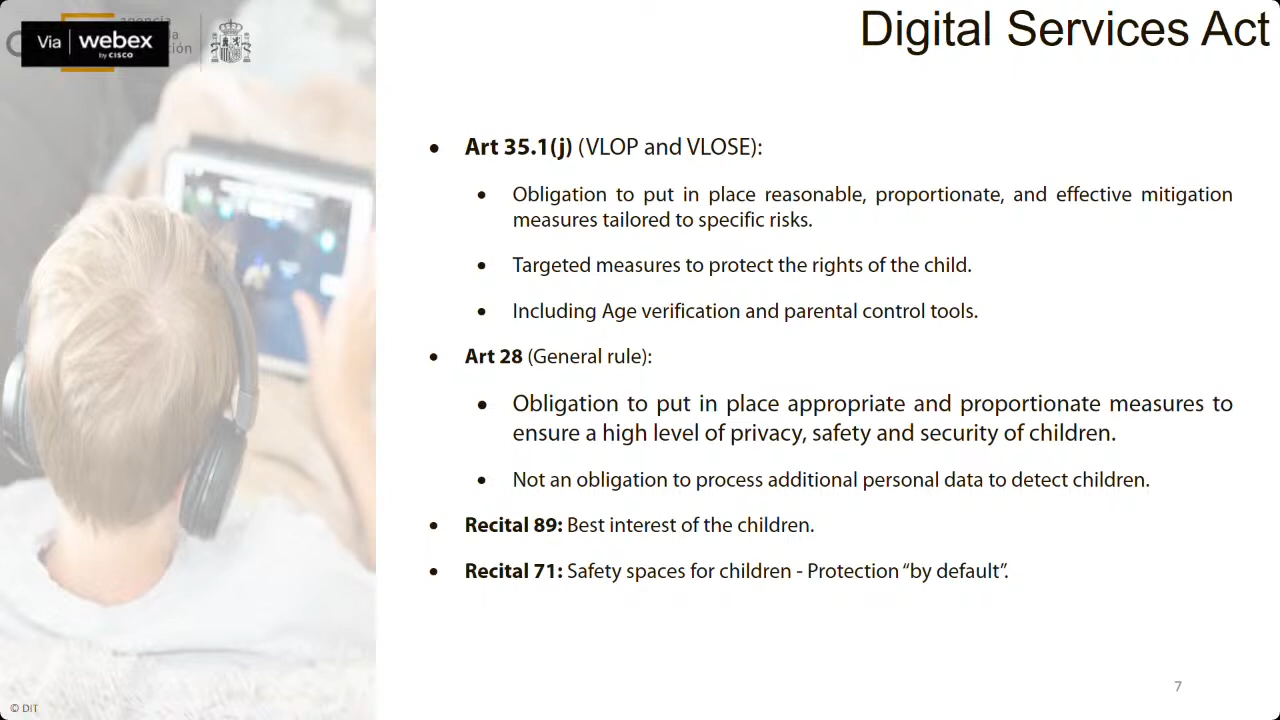 agencia
Via webex
by CISCO
Digital Services Act
• Art 35.1(j) (VLOP and VLOSE):
• Obligation to put in place reasonable, proportionate, and effective mitigation
measures tailored to specific risks.
• Targeted measures to protect the rights of the child.
• Including Age verification and parental control tools.
• Art 28 (General rule):
• Obligation to put in place appropriate and proportionate measures to
ensure a high level of privacy, safety and security of children.
• Not an obligation to process additional personal data to detect children.
• Recital 89: Best interest of the children.
• Recital 71: Safety spaces for children - Protection “by default”.
7
© DIT